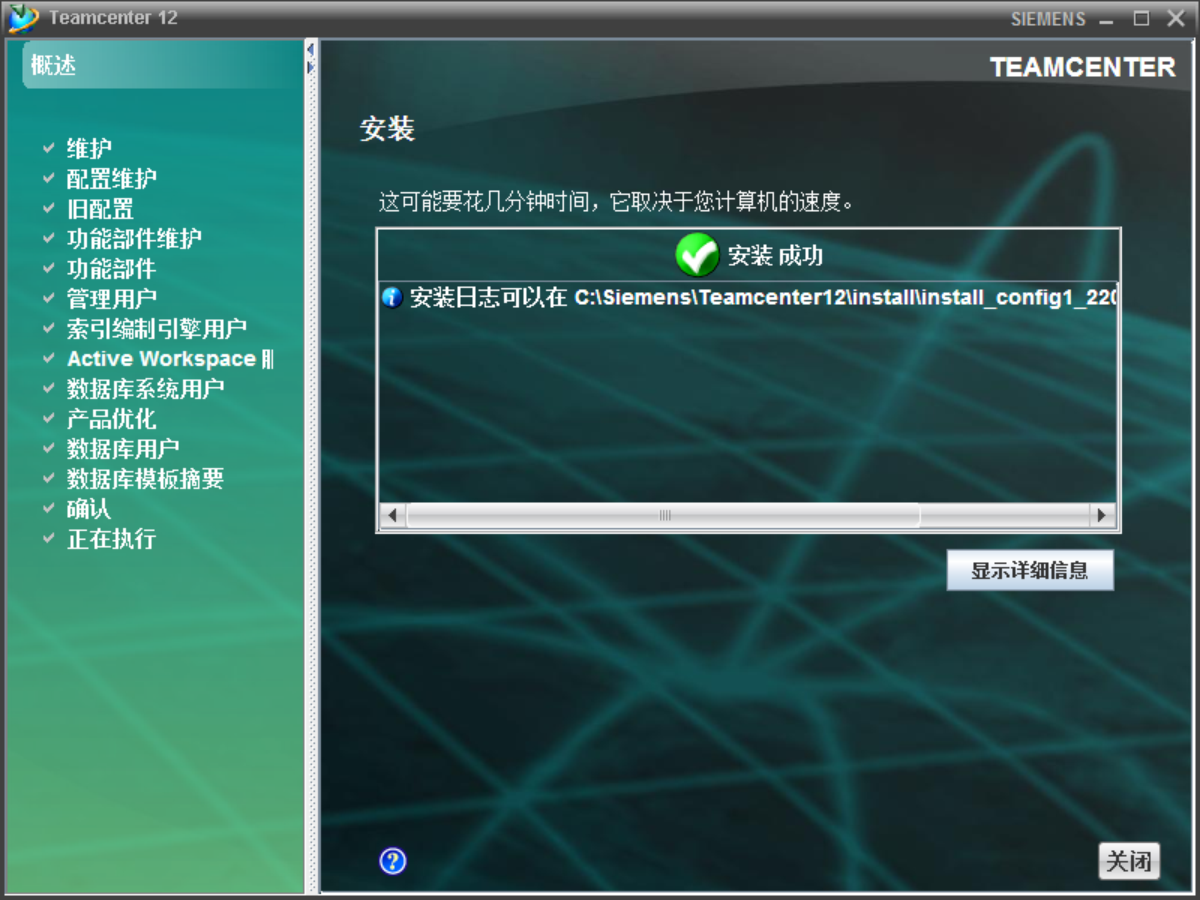 Teamcenter 12
SIEMENS
概述
TEAMCENTER
安装
维护
配置维护
旧配置
功能部件维护
功能部件
管理用户
索引编制引擎用户
Active Workspace
数据库系统用户
产品优化
数据库用户
数据库模板摘要
确认
正在执行
这可能要花几分钟时间，它取决于您计算机的速度。
安装 成功
安装日志可以在 C:\Siemens\Teamcenter12\install\install_config1_220
显示详细信息
?
关闭